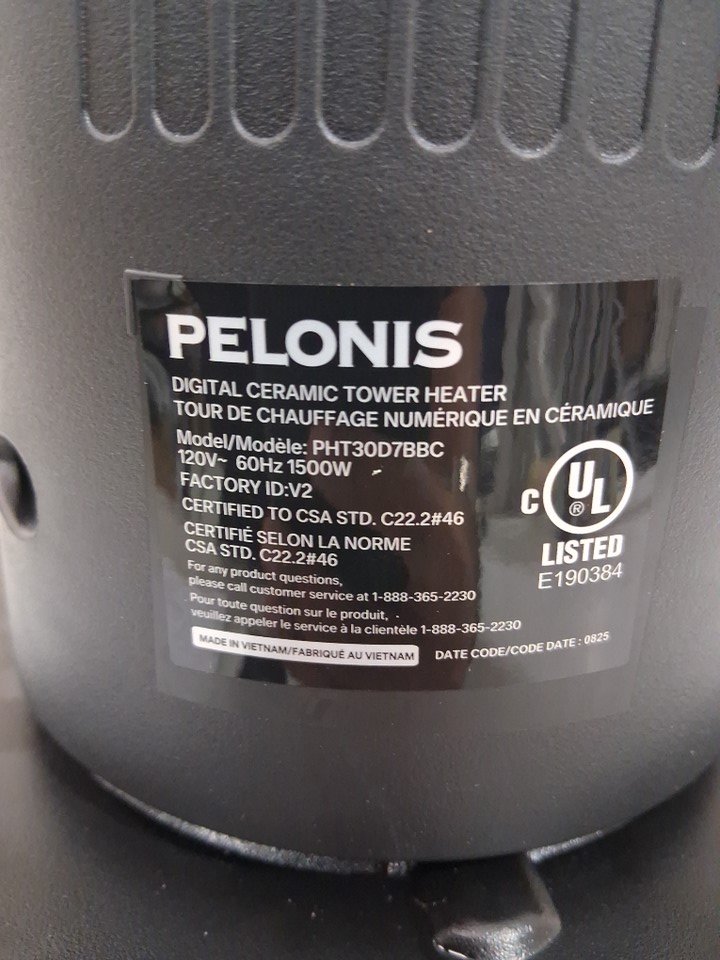 PELONIS
DIGITAL CERAMIC TOWER HEATER
TOUR DE CHAUFFAGE NUMÉRIQUE EN CÉRAMIQUE
Model/Modèle: PHT30D7BBC
120V~ 60Hz 1500W
FACTORY ID:V2
CERTIFIED TO CSA STD. C22.2#46
CERTIFIÉ SELON LA NORME
CSA STD. C22.2#46
C UL ®
LISTED
E190384
For any product questions,
please call customer service at 1-888-365-2230
Pour toute question sur le produit,
veuillez appeler le service à la clientèle 1-888-365-2230
MADE IN VIETNAM/FABRIQUÉ AU VIETNAM
DATE CODE/CODE DATE : 0825